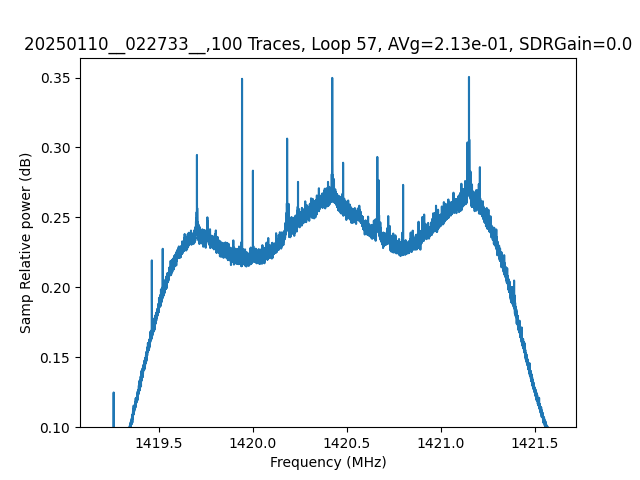 20250110__022733__,100 Traces, Loop 57, AVg=2.13e-01, SDRGain=0.0
0.35
0.30
0.25
0.20
0.15
0.10
Samp Relative power (dB)
1419.5 1420.0 1420.5 1421.0 1421.5
Frequency (MHz)